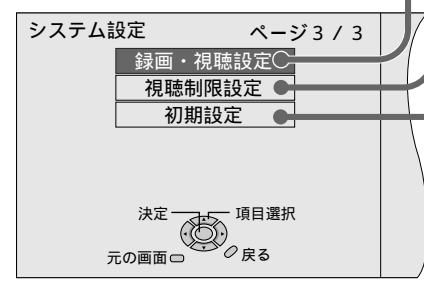 システム設定 ページ3 / 3
録画・視聴設定
視聴制限設定
初期設定
決定 項目選択
元の画面 戻る